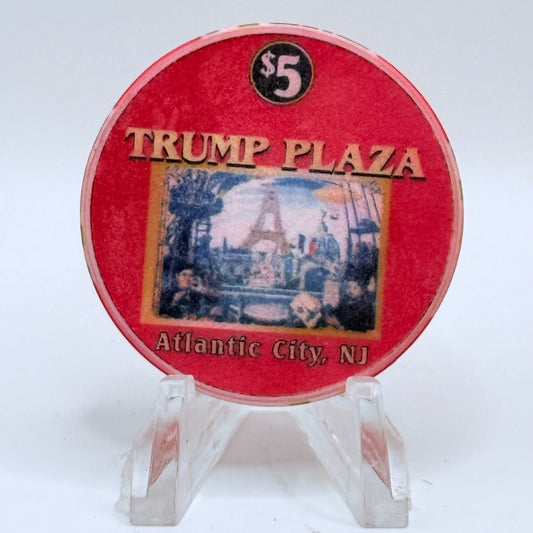 $5
TRUMP PLAZA
Atlantic City, NJ